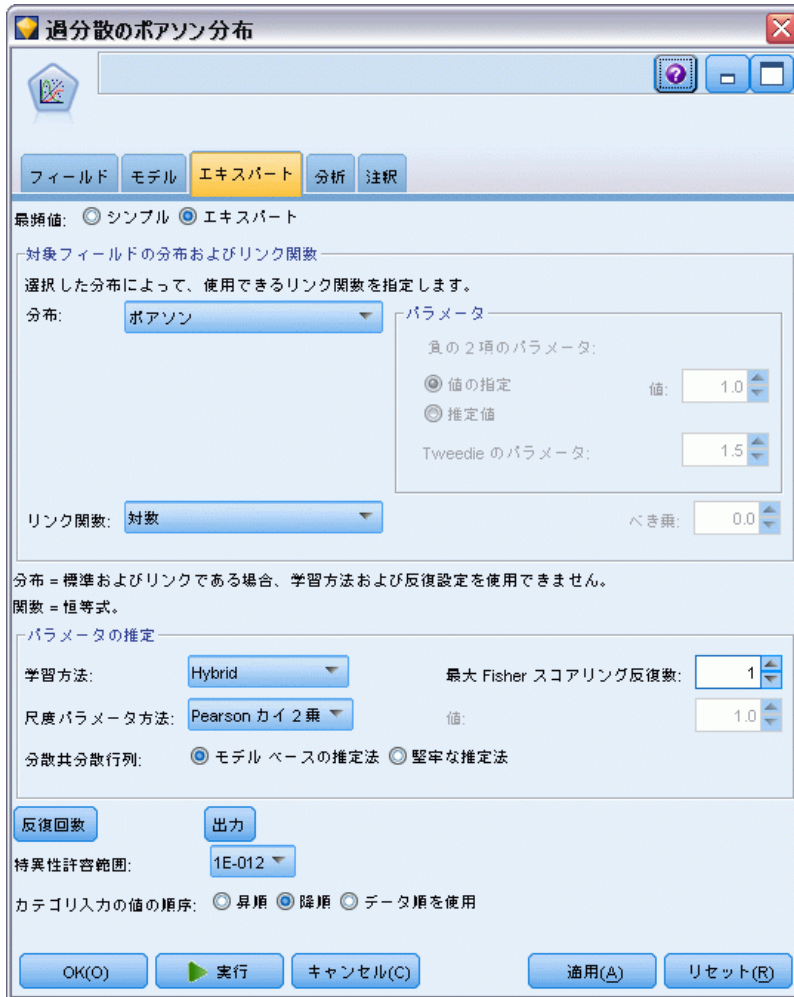 過分散のポアソン分布
フィールド モデル エキスパート 分析 注釈
最頻値: シンプル エキスパート
対象フィールドの分布およびリンク関数
選択した分布によって、使用できるリンク関数を指定します。
分布: ポアソン
パラメータ
負の2項のパラメータ:
値の指定 値: 1.0
推定値
Tweedie のパラメータ: 1.5
リンク関数: 対数 べき乗: 0.0
分布 = 標準およびリンクである場合、学習方法および反復設定を使用できません。
関数 = 恒等式。
パラメータの推定
学習方法: Hybrid 最大 Fisher スコアリング反復数: 1
尺度パラメータ方法: Pearson カイ2乗 値: 1.0
分散共分散行列: モデル ベースの推定法 堅牢な推定法
反復回数 出力
特異性許容範囲: 1E-012
カテゴリ入力の値の順序: 昇順 降順 データ順を使用
OK(O) 実行 キャンセル(C) 適用(A) リセット(R)